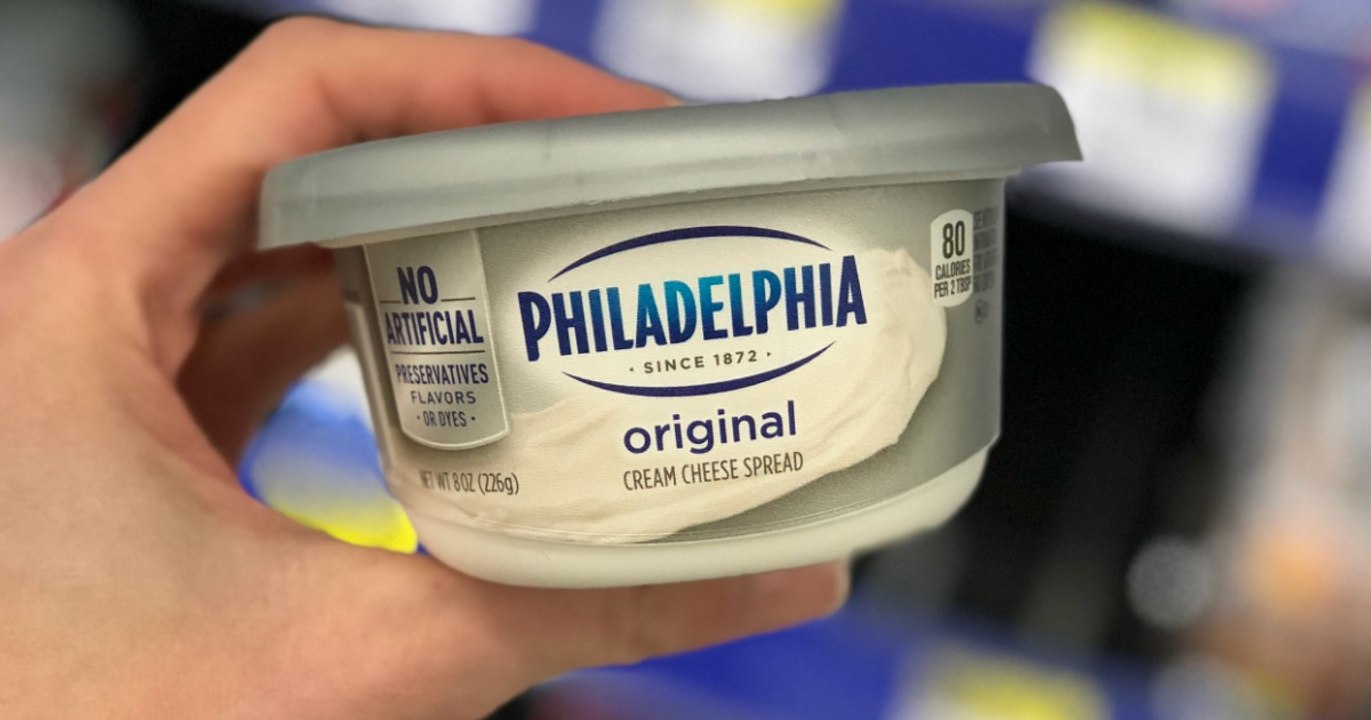 NO
ARTIFICIAL
PRESERVATIVES
FLAVORS
• OR DYES •
NET WT 8 OZ (226g)
PHILADELPHIA
• SINCE 1872 •
original
CREAM CHEESE SPREAD
80
CALORIES
PER 2 TBSP